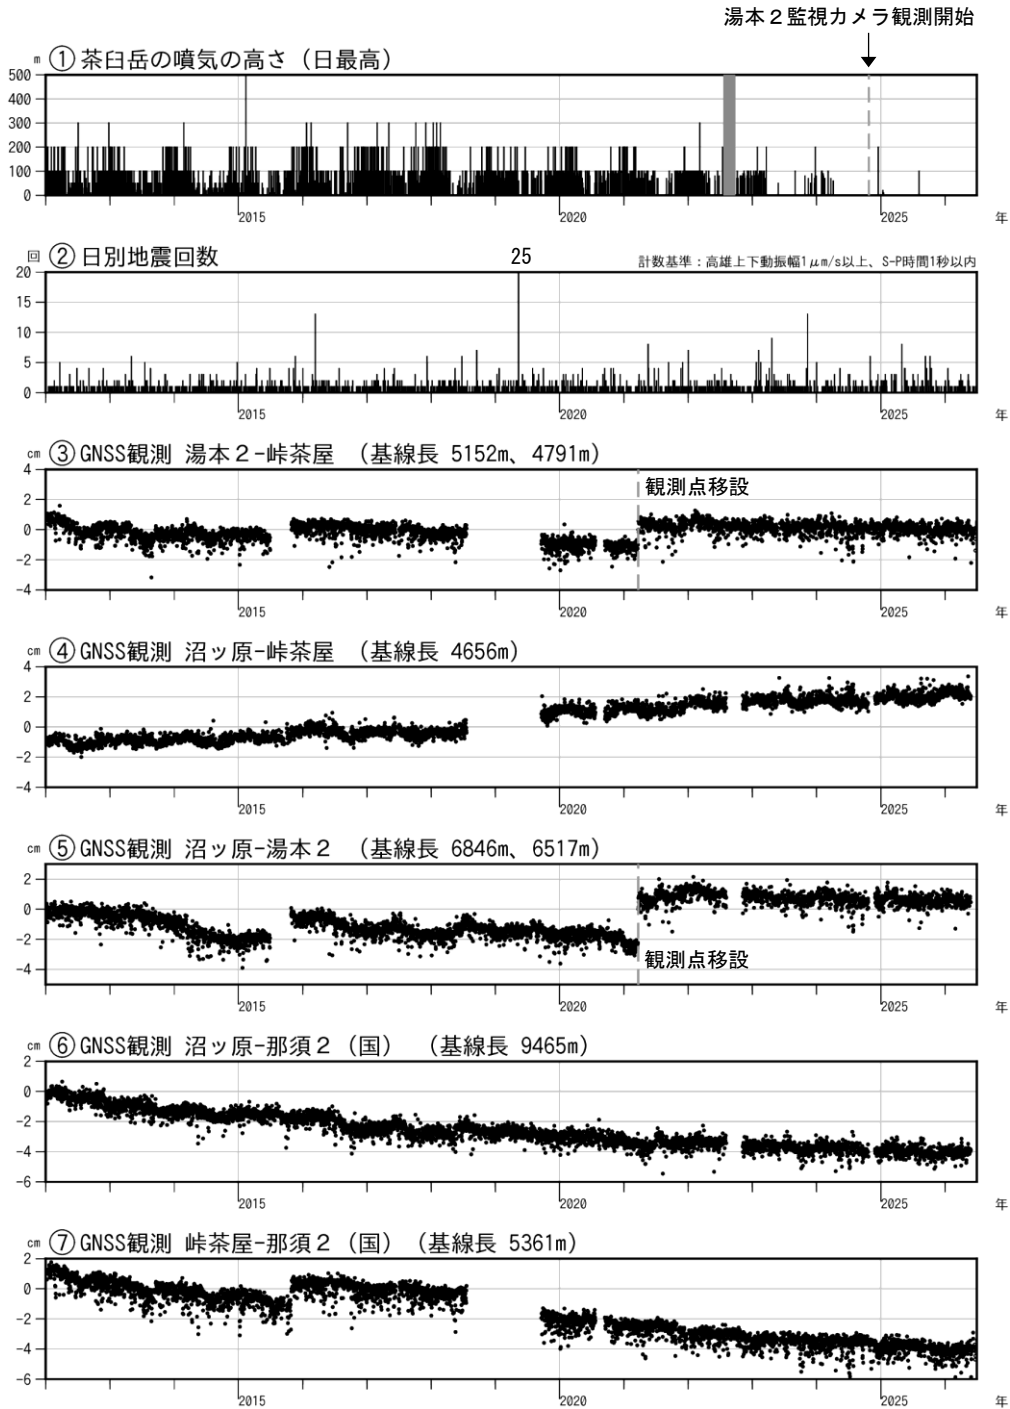 湯本２監視カメラ観測開始
m ①茶臼岳の噴気の高さ（日最高）
500
400
300
200
100
0
2015 2020 2025 年
回 ②日別地震回数 25 計数基準：高雄上下動振幅1μm/s以上、S-P時間1秒以内
20
15
10
5
0
2015 2020 2025 年
cm ③GNSS観測 湯本２-峠茶屋 （基線長 5152m、4791m）
4
観測点移設
2
0
-2
-4
2015 2020 2025 年
cm ④GNSS観測 沼ッ原-峠茶屋 （基線長 4656m）
4
2
0
-2
-4
2015 2020 2025 年
cm ⑤GNSS観測 沼ッ原-湯本２ （基線長 6846m、6517m）
2
0
-2
観測点移設
-4
2015 2020 2025 年
cm ⑥GNSS観測 沼ッ原-那須２（国） （基線長 9465m）
2
0
-2
-4
-6
2015 2020 2025 年
cm ⑦GNSS観測 峠茶屋-那須２（国）（基線長 5361m）
2
0
-2
-4
-6
2015 2020 2025 年